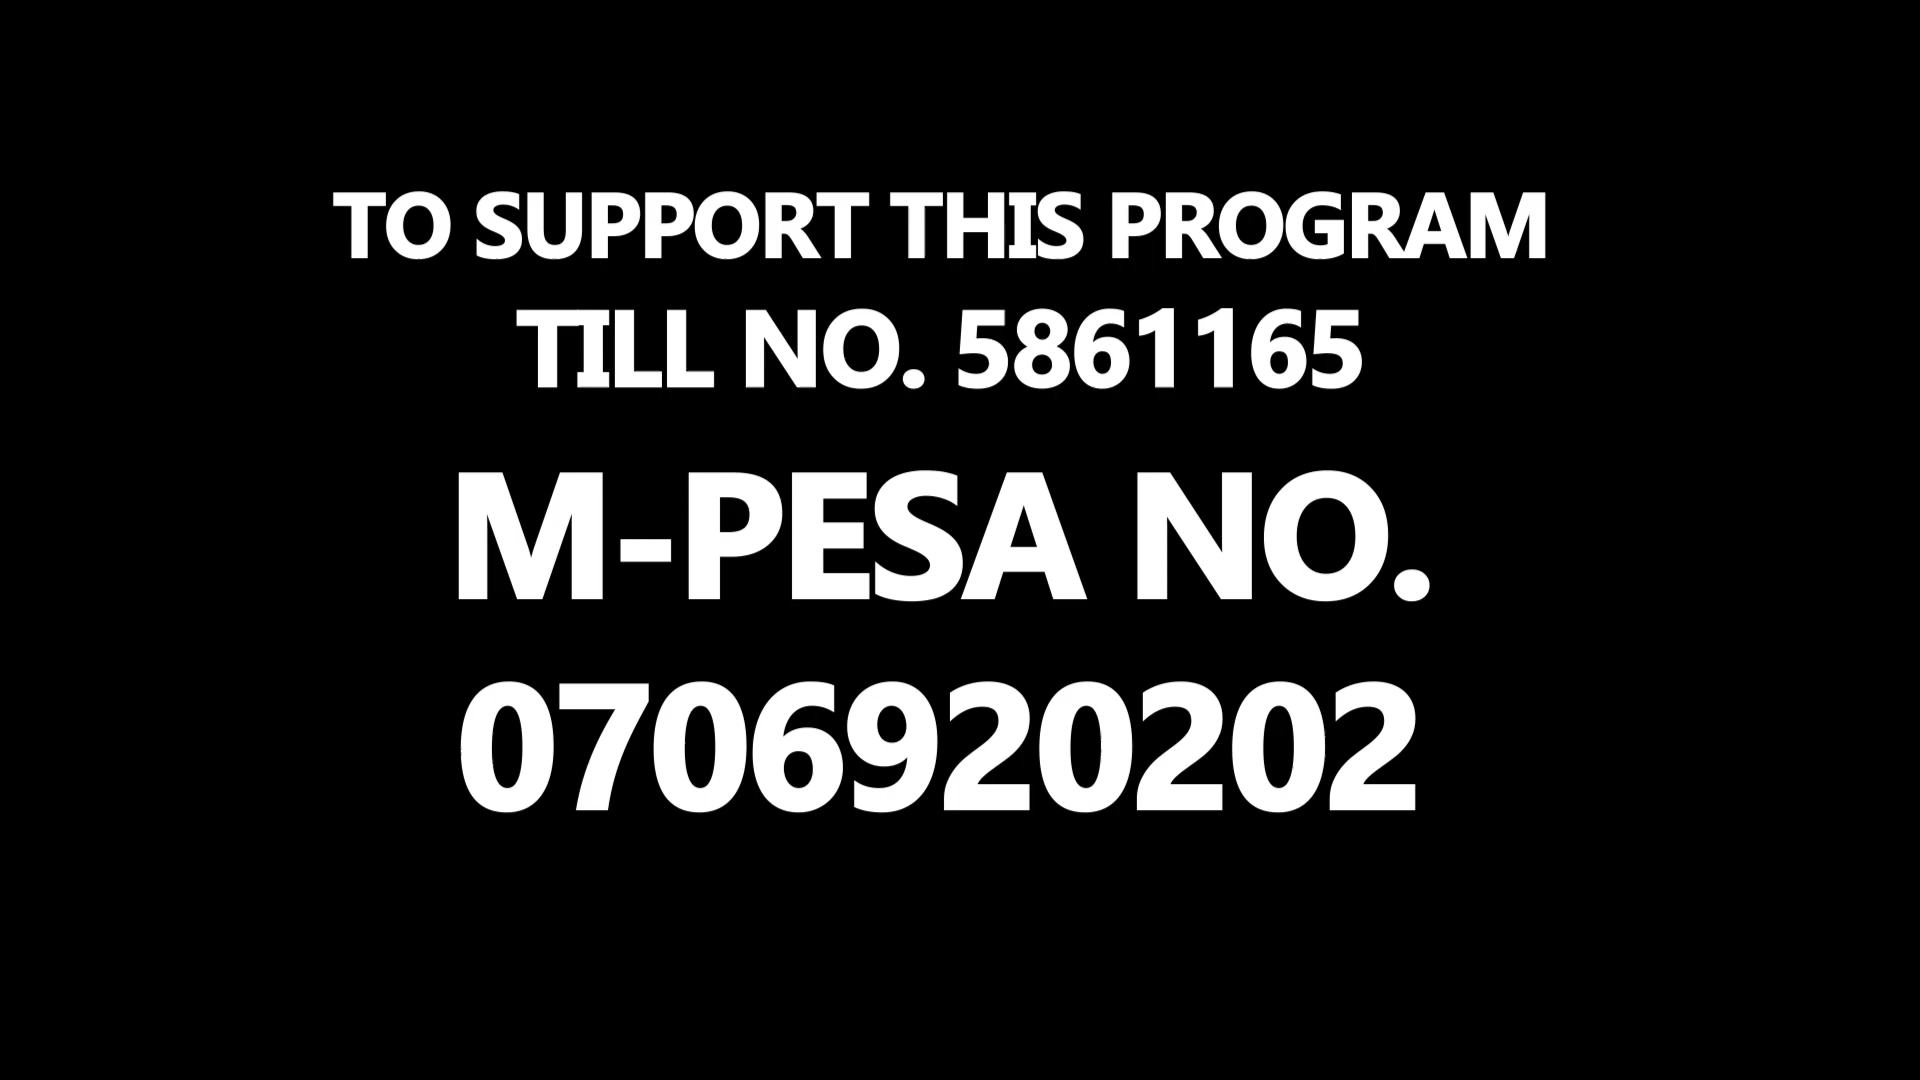 TO SUPPORT THIS PROGRAM
TILL NO. 5861165
M-PESA NO.
0706920202